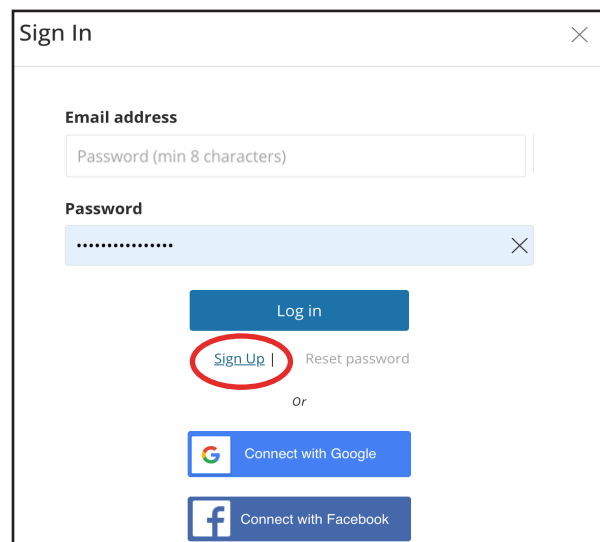 Sign In
Email address
Password (min 8 characters)
Password
••••••••••••••••
Log in
Sign Up | Reset password
Or
Connect with Google
Connect with Facebook